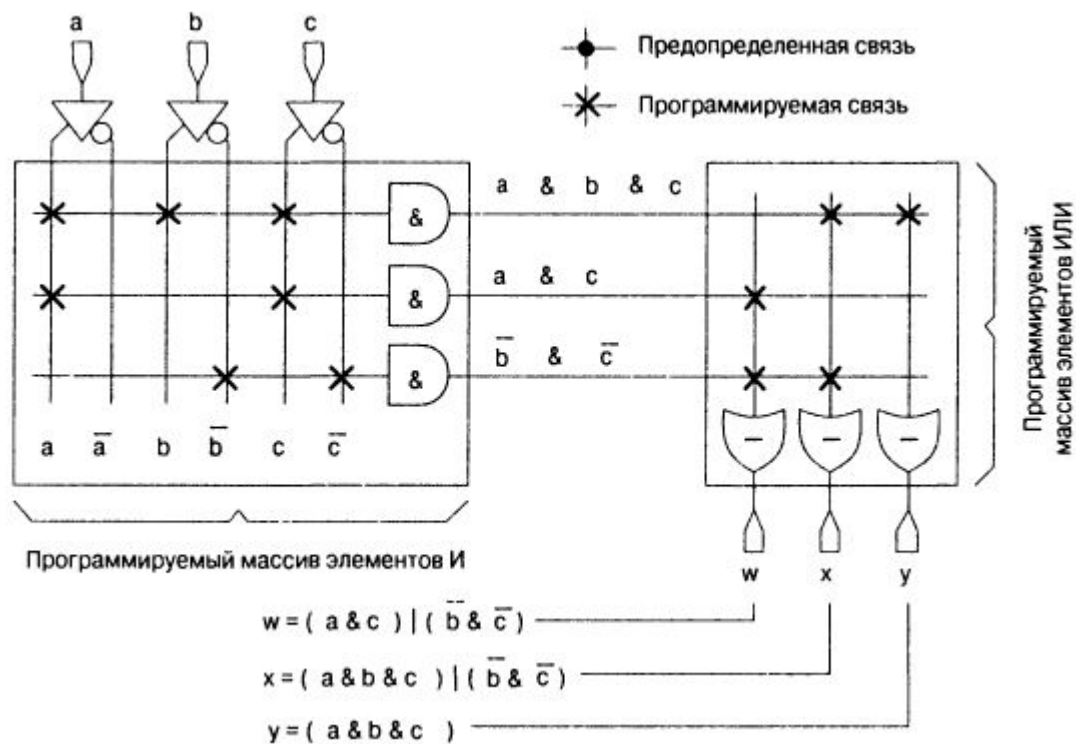 a b c
Предопределенная связь
Программируемая связь
a & b & c
&
a & c
&
b̅ & c̅
&
a a̅ b b̅ c c̅
Программируемый
массив элементов ИЛИ
Программируемый массив элементов И
w x y
w = ( a & c ) | ( b̅ & c̅ )
x = ( a & b & c ) | ( b̅ & c̅ )
y = ( a & b & c )